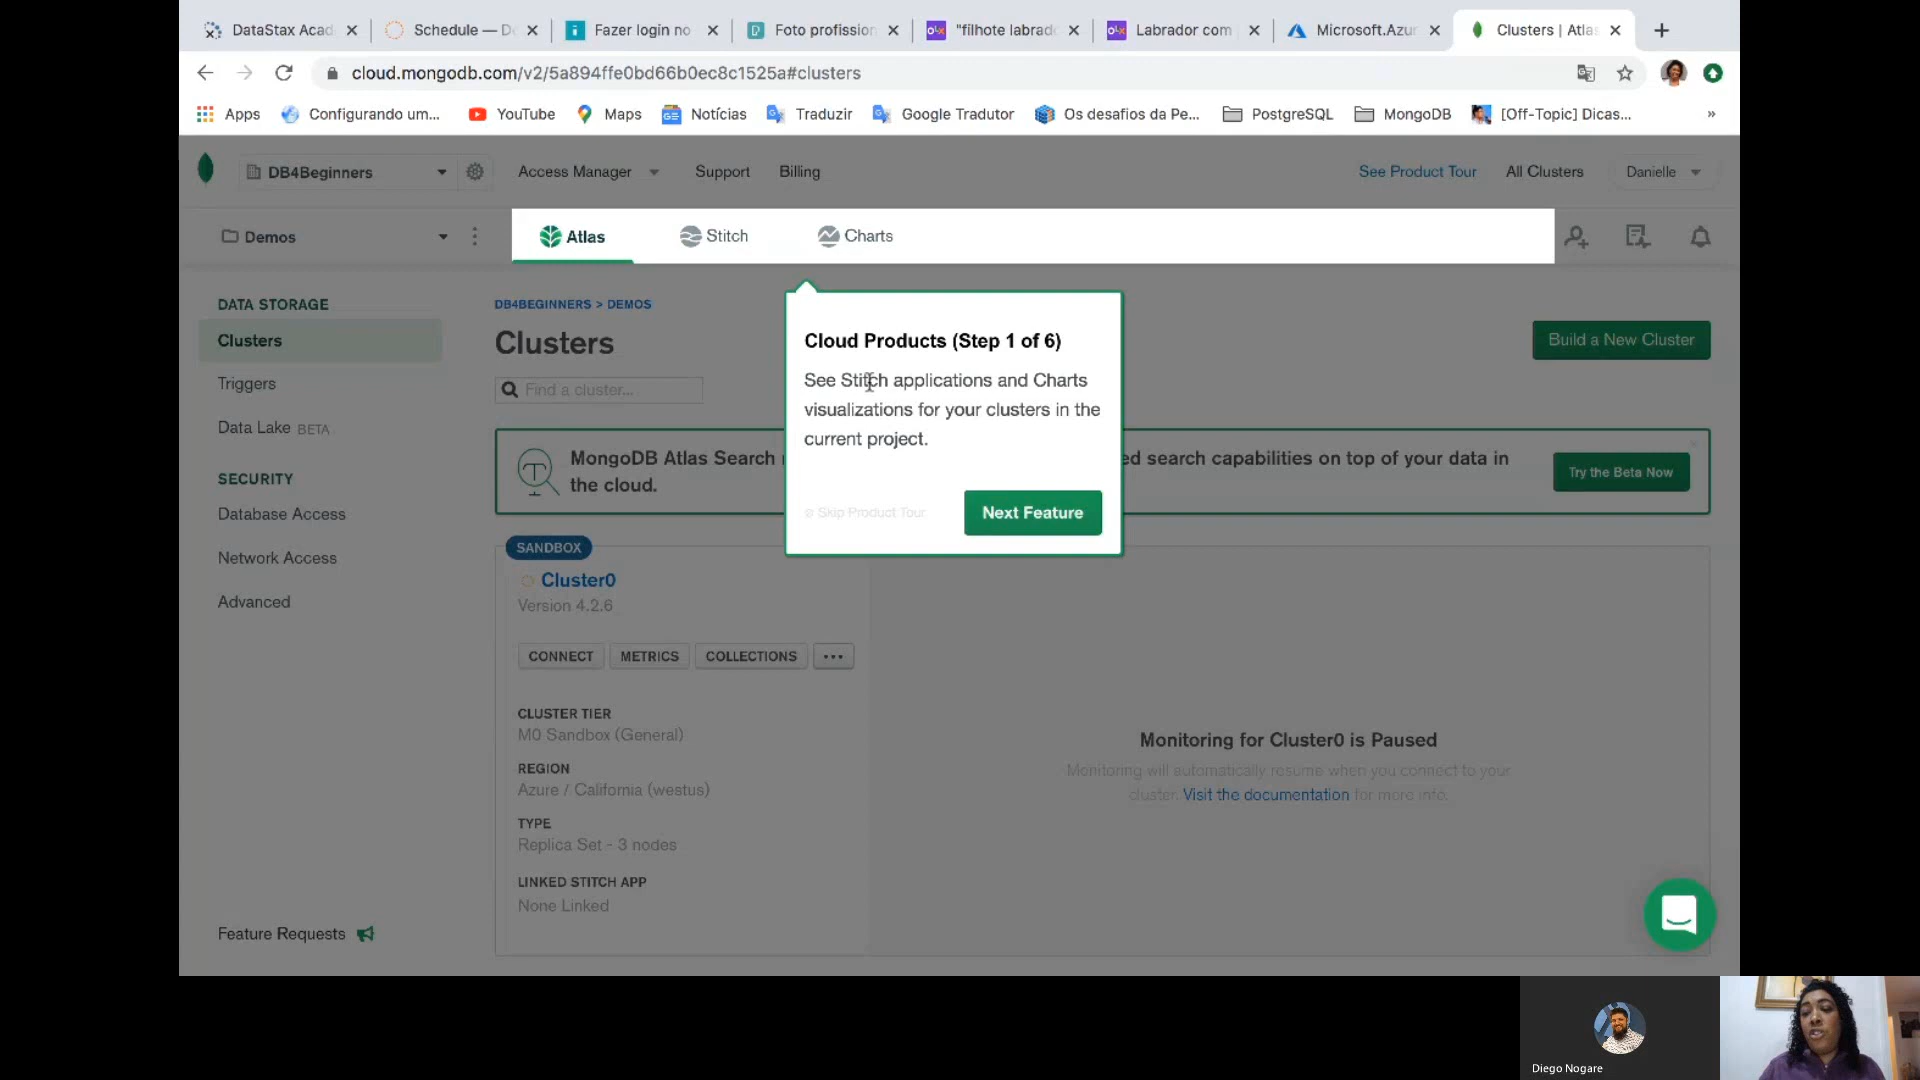 DataStax Acad
Schedule — D
Fazer login no
Foto profission
"filhote labrad
Labrador com
Microsoft.Azur
Clusters | Atlas
cloud.mongodb.com/v2/5a894ffe0bd66b0ec8c1525a#clusters
Apps
Configurando um...
YouTube
Maps
Notícias
Traduzir
Google Tradutor
Os desafios da Pe...
PostgreSQL
MongoDB
[Off-Topic] Dicas...
»
DB4Beginners
Access Manager
Support
Billing
See Product Tour
All Clusters
Danielle
Demos
Atlas
Stitch
Charts
DATA STORAGE
Clusters
Triggers
Data Lake BETA
SECURITY
Database Access
Network Access
Advanced
Feature Requests
DB4BEGINNERS > DEMOS
Clusters
Find a cluster...
Build a New Cluster
Cloud Products (Step 1 of 6)
See Stitch applications and Charts
visualizations for your clusters in the
current project.
Skip Product Tour
Next Feature
MongoDB Atlas Search
ed search capabilities on top of your data in
the cloud.
Try the Beta Now
SANDBOX
Cluster0
Version 4.2.6
CONNECT
METRICS
COLLECTIONS
...
CLUSTER TIER
M0 Sandbox (General)
REGION
Azure / California (westus)
TYPE
Replica Set - 3 nodes
LINKED STITCH APP
None Linked
Monitoring for Cluster0 is Paused
Monitoring will automatically resume when you connect to your
cluster. Visit the documentation for more info.
Diego Nogare